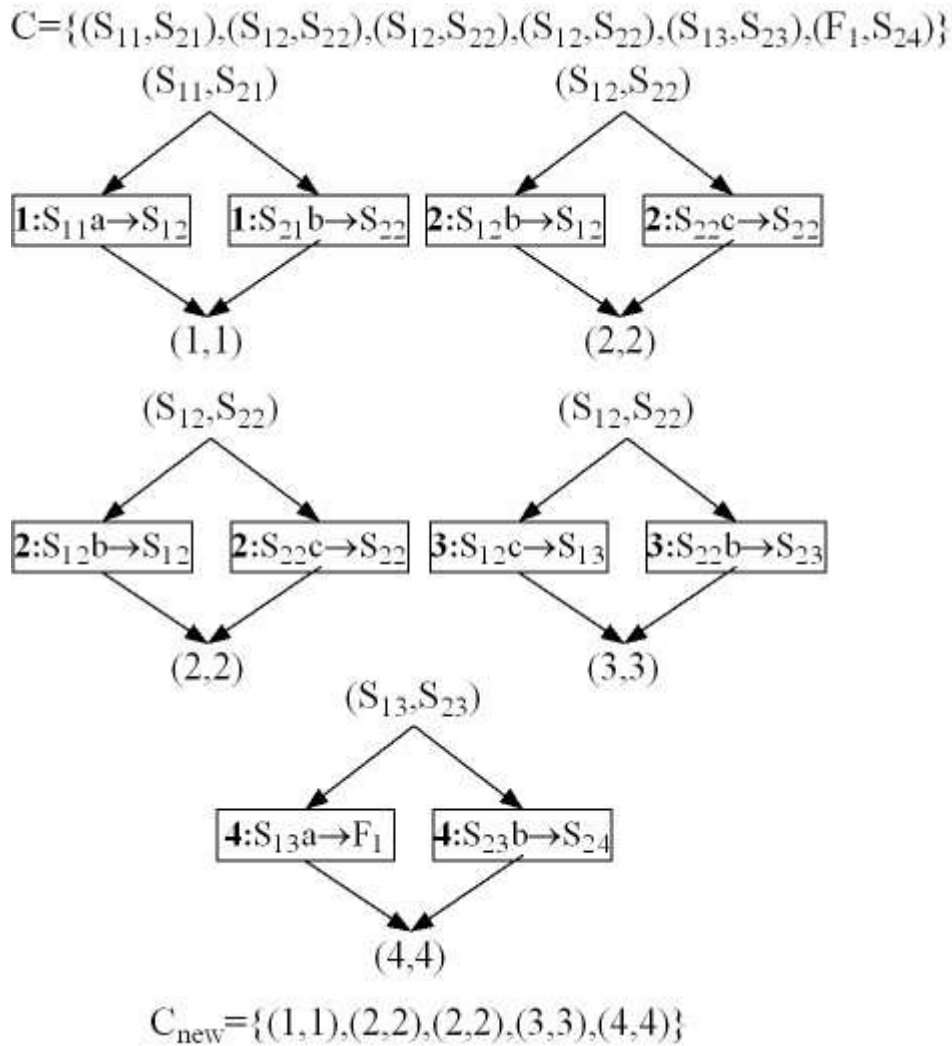 C={(S₁₁,S₂₁),(S₁₂,S₂₂),(S₁₂,S₂₂),(S₁₂,S₂₂),(S₁₃,S₂₃),(F₁,S₂₄)}
(S₁₁,S₂₁) (S₁₂,S₂₂)
1:S₁₁a→S₁₂ 1:S₂₁b→S₂₂ 2:S₁₂b→S₁₂ 2:S₂₂c→S₂₂
(1,1) (2,2)
(S₁₂,S₂₂) (S₁₂,S₂₂)
2:S₁₂b→S₁₂ 2:S₂₂c→S₂₂ 3:S₁₂c→S₁₃ 3:S₂₂b→S₂₃
(2,2) (3,3)
(S₁₃,S₂₃)
4:S₁₃a→F₁ 4:S₂₃b→S₂₄
(4,4)
Cₙₑw={(1,1),(2,2),(2,2),(3,3),(4,4)}